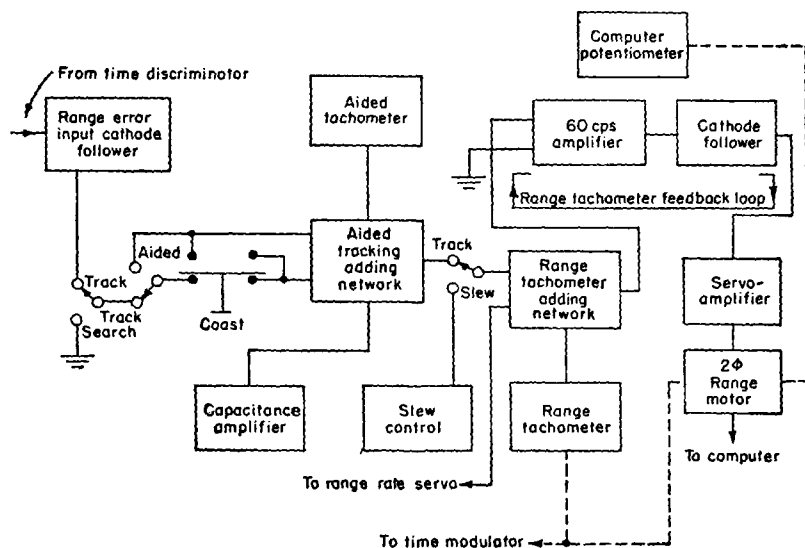 Computer
potentiometer
From time discriminator
Range error
input cathode
follower
Aided
tachometer
60 cps
amplifier
Cathode
follower
Range tachometer feedback loop
Aided
Track
Track
Search
Coast
Aided
tracking
adding
network
Track
Slew
Range
tachometer
adding
network
Servo-
amplifier
Capacitance
amplifier
Slew
control
Range
tachometer
2Φ
Range
motor
To computer
To range rate servo
To time modulator